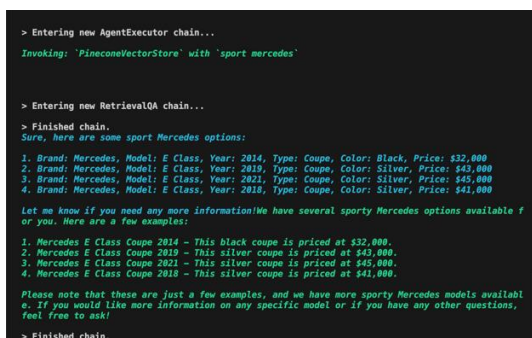 > Entering new AgentExecutor chain...
Invoking: `PineconeVectorStore` with `sport mercedes`
> Entering new RetrievalQA chain...
> Finished chain.
Sure, here are some sport Mercedes options:
1. Brand: Mercedes, Model: E Class, Year: 2014, Type: Coupe, Color: Black, Price: $32,000
2. Brand: Mercedes, Model: E Class, Year: 2019, Type: Coupe, Color: Silver, Price: $43,000
3. Brand: Mercedes, Model: E Class, Year: 2021, Type: Coupe, Color: Silver, Price: $45,000
4. Brand: Mercedes, Model: E Class, Year: 2018, Type: Coupe, Color: Silver, Price: $41,000
Let me know if you need any more information!We have several sporty Mercedes options available f
or you. Here are a few examples:
1. Mercedes E Class Coupe 2014 – This black coupe is priced at $32,000.
2. Mercedes E Class Coupe 2019 – This silver coupe is priced at $43,000.
3. Mercedes E Class Coupe 2021 – This silver coupe is priced at $45,000.
4. Mercedes E Class Coupe 2018 – This silver coupe is priced at $41,000.
Please note that these are just a few examples, and we have more sporty Mercedes models availabl
e. If you would like more information on any specific model or if you have any other questions,
feel free to ask!
> Finished chain.